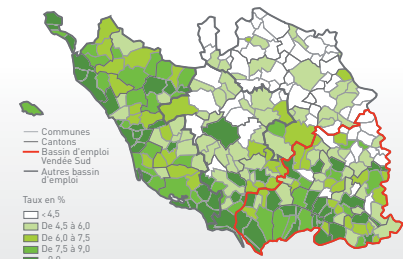 Communes
Cantons
Bassin d'emploi
Vendée Sud
Autres bassin
d'emploi
Taux en %
< 4,5
De 4,5 à 6,0
De 6,0 à 7,5
De 7,5 à 9,0